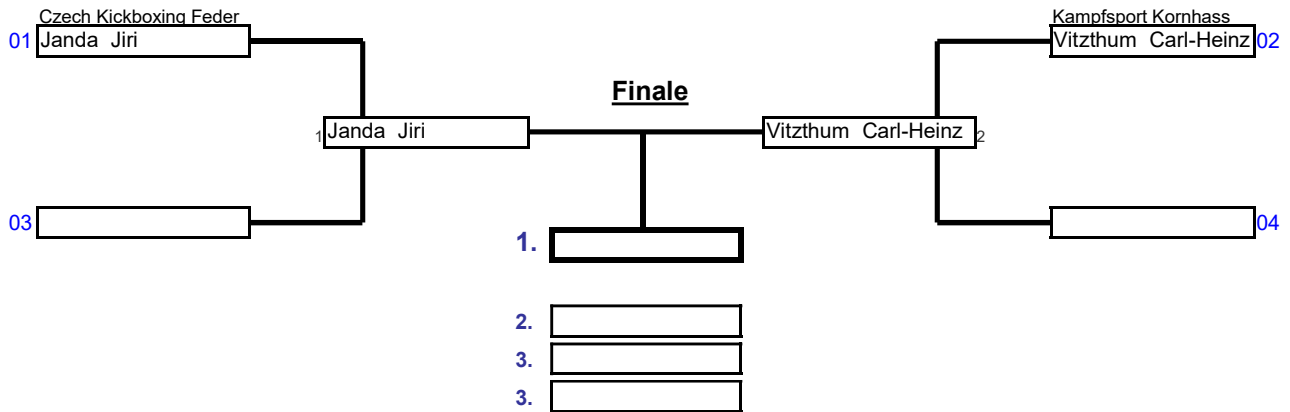 Czech Kickboxing Feder
Kampfsport Kornhass
01 Janda Jiri
Vitzthum Carl-Heinz 02
Finale
1 Janda Jiri
Vitzthum Carl-Heinz 2
03
04
1.
2.
3.
3.